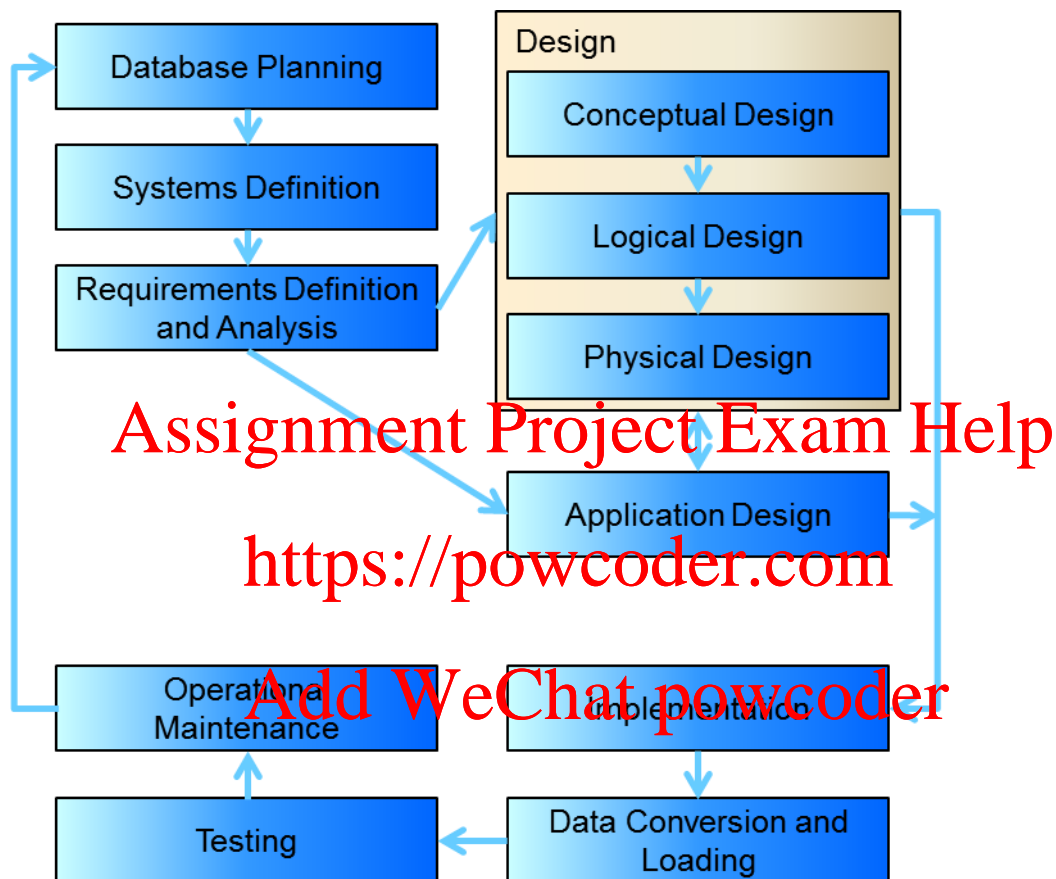 Database Planning
Systems Definition
Requirements Definition
and Analysis
Design
Conceptual Design
Logical Design
Physical Design
Assignment Project Exam Help
Application Design
https://powcoder.com
Operational
Maintenance
Implementation
Add WeChat powcoder
Testing
Data Conversion and
Loading